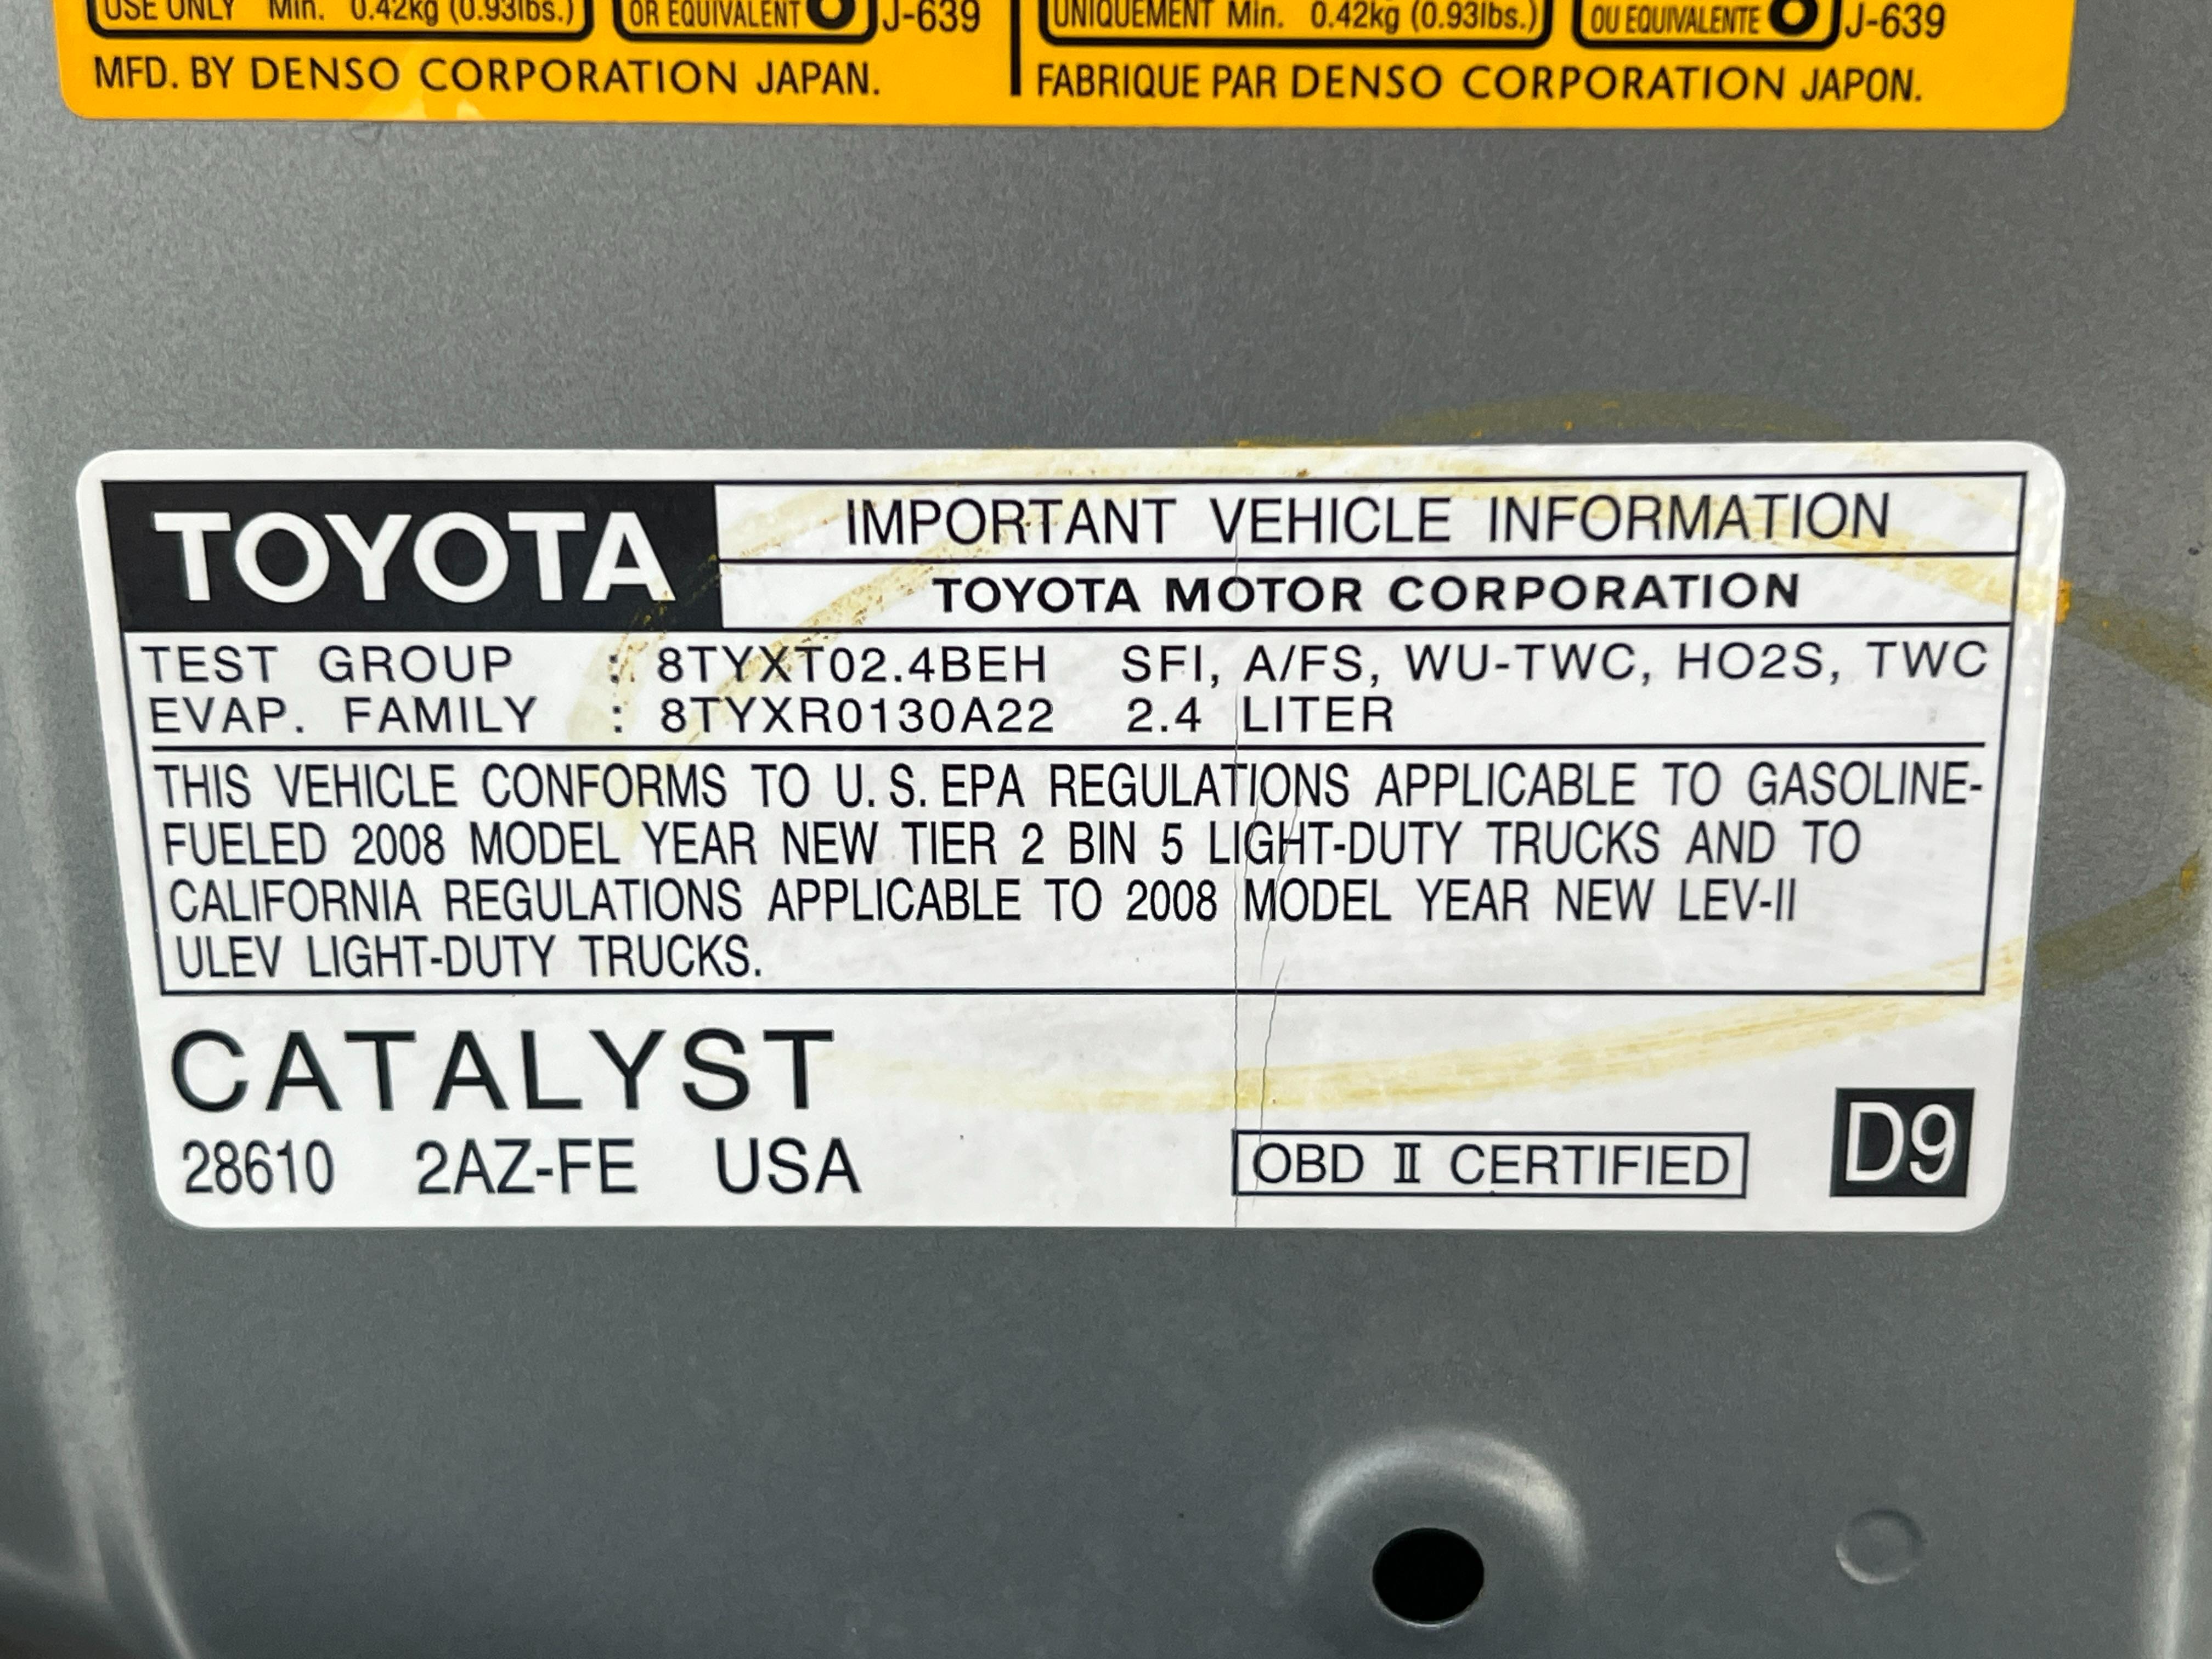 USE ONLY Min. 0.42kg (0.93lbs.) OR EQUIVALENT J-639
MFD. BY DENSO CORPORATION JAPAN.
UNIQUEMENT Min. 0.42kg (0.93lbs.) OU EQUIVALENTE J-639
FABRIQUE PAR DENSO CORPORATION JAPON.
TOYOTA
IMPORTANT VEHICLE INFORMATION
TOYOTA MOTOR CORPORATION
TEST GROUP : 8TYXT02.4BEH SFI, A/FS, WU-TWC, HO2S, TWC
EVAP. FAMILY : 8TYXR0130A22 2.4 LITER
THIS VEHICLE CONFORMS TO U.S. EPA REGULATIONS APPLICABLE TO GASOLINE-
FUELED 2008 MODEL YEAR NEW TIER 2 BIN 5 LIGHT-DUTY TRUCKS AND TO
CALIFORNIA REGULATIONS APPLICABLE TO 2008 MODEL YEAR NEW LEV-II
ULEV LIGHT-DUTY TRUCKS.
CATALYST
28610 2AZ-FE USA
OBD II CERTIFIED
D9